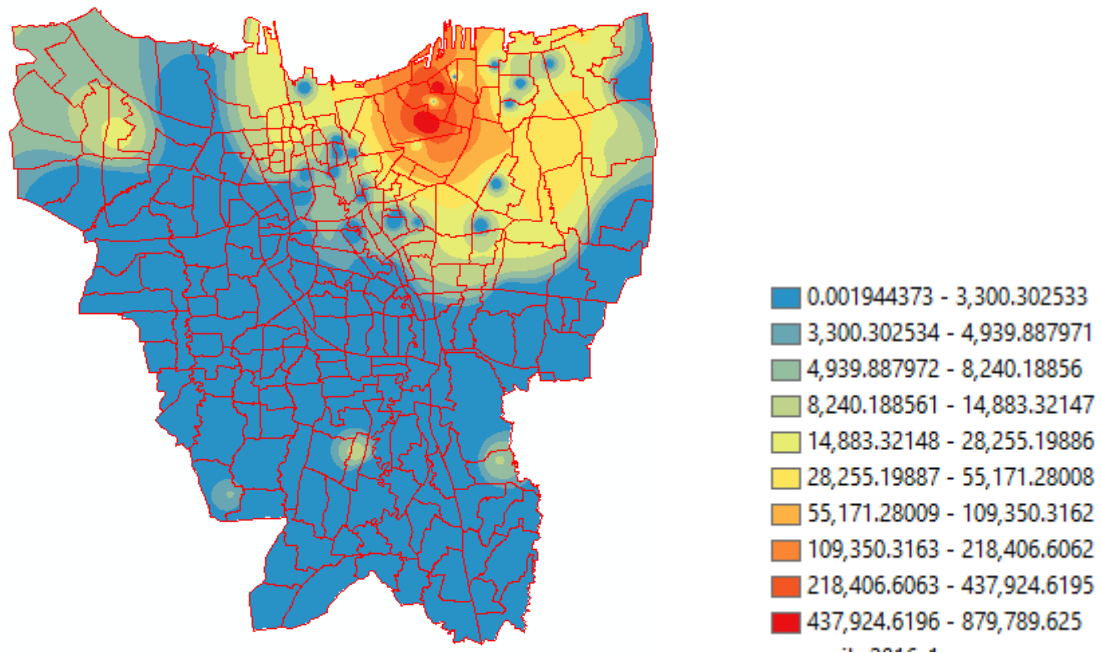 0.001944373 - 3,300.302533
3,300.302534 - 4,939.887971
4,939.887972 - 8,240.18856
8,240.188561 - 14,883.32147
14,883.32148 - 28,255.19886
28,255.19887 - 55,171.28008
55,171.28009 - 109,350.3162
109,350.3163 - 218,406.6062
218,406.6063 - 437,924.6195
437,924.6196 - 879,789.625